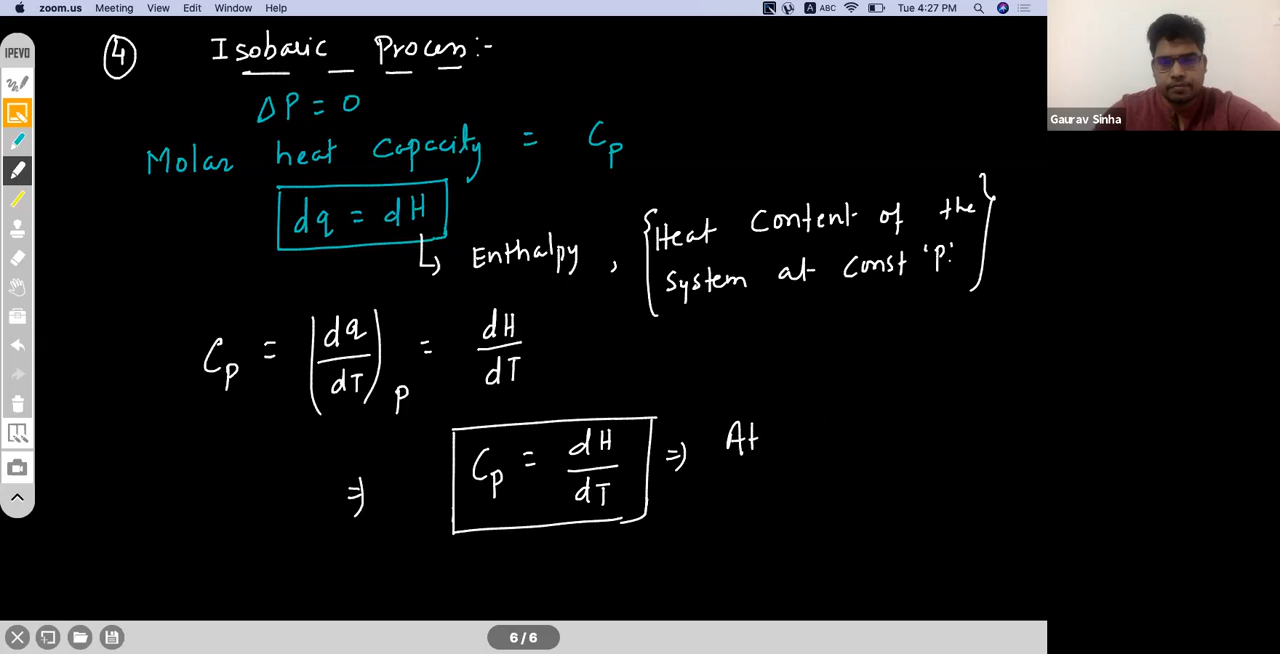 zoom.us Meeting View Edit Window Help
A ABC Tue 4:27 PM
IPEVO
4 Isobaric Process:-
ΔP = 0
Molar heat capacity = Cp
dq = dH
Enthalpy, {Heat Content of the
system at const 'P'.}
Cp = (dq/dT)p = dH/dT
⇒ Cp = dH/dT ⇒ At
Gaurav Sinha
6/6